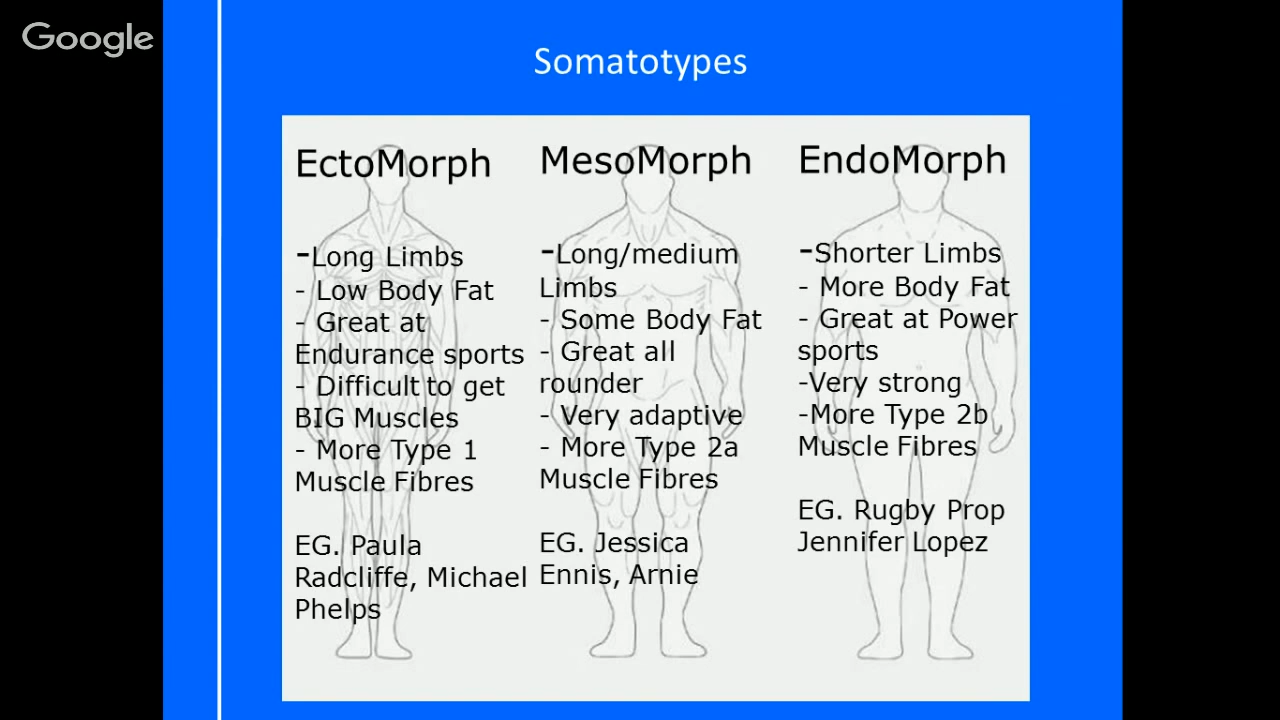 Google
Somatotypes
EctoMorph
-Long Limbs
- Low Body Fat
- Great at
Endurance sports
- Difficult to get
BIG Muscles
- More Type 1
Muscle Fibres
EG. Paula
Radcliffe, Michael
Phelps
MesoMorph
-Long/medium
Limbs
- Some Body Fat
- Great all
rounder
- Very adaptive
- More Type 2a
Muscle Fibres
EG. Jessica
Ennis, Arnie
EndoMorph
-Shorter Limbs
- More Body Fat
- Great at Power
sports
-Very strong
-More Type 2b
Muscle Fibres
EG. Rugby Prop
Jennifer Lopez